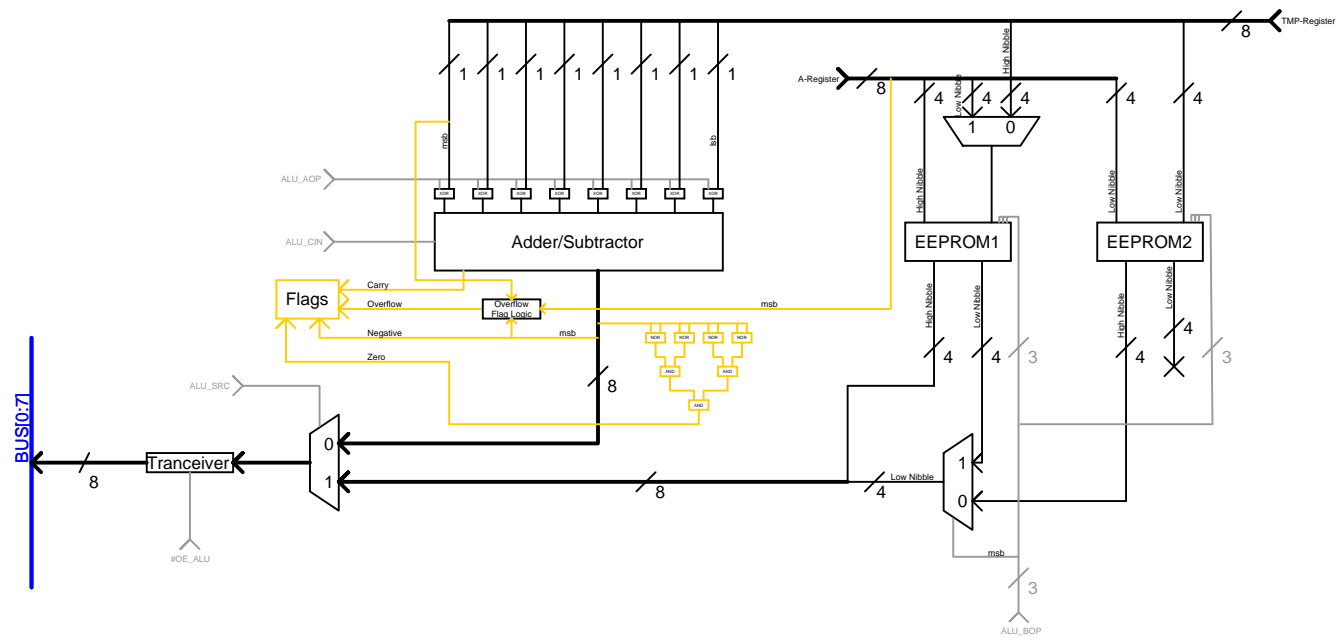 TMP-Register
8
1
1
1
1
1
1
1
1
High Nibble
A-Register
8
4
Low Nibble
4
4
4
4
msb
lsb
1
0
ALU_AOP
XOR
XOR
XOR
XOR
XOR
XOR
XOR
XOR
High Nibble
Low Nibble
Low Nibble
ALU_CIN
Adder/Subtractor
EEPROM1
EEPROM2
Carry
Flags
Overflow
Overflow
Flag Logic
msb
High Nibble
Low Nibble
High Nibble
Low Nibble
Negative
msb
NOR
NOR
NOR
NOR
4
Zero
4
4
3
4
3
AND
AND
8
ALU_SRC
AND
BUS[0:7]
0
Tranceiver
1
8
1
8
Low Nibble
4
0
#OE_ALU
msb
3
ALU_BOP